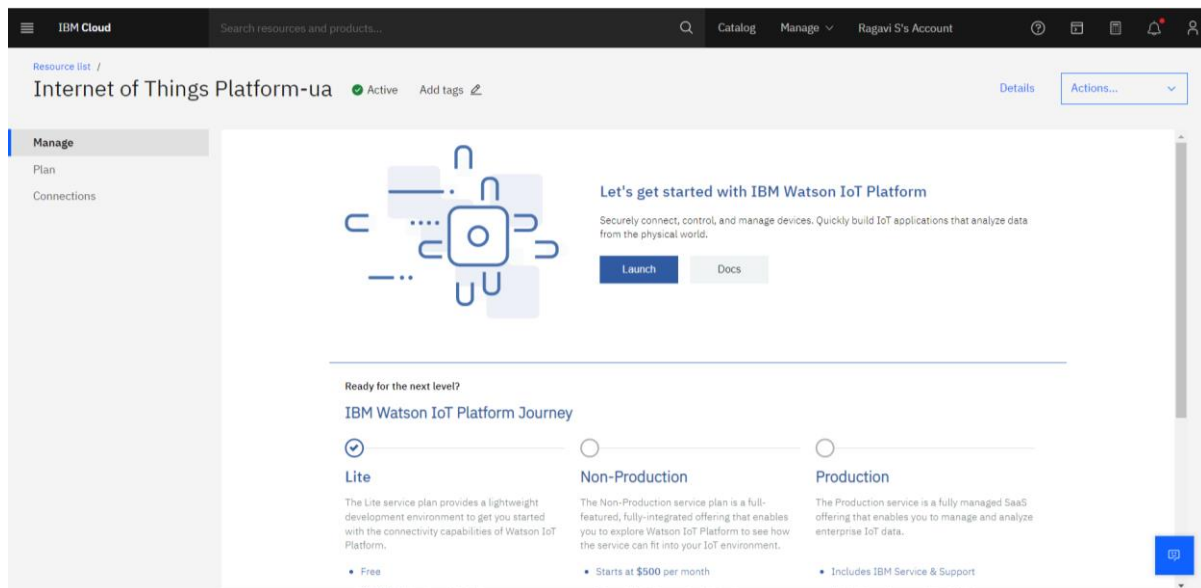 IBM Cloud
Search resources and products...
Catalog
Manage
Ragavi S's Account
Resource list /
Internet of Things Platform-ua
Active
Add tags
Details
Actions...
Manage
Plan
Connections
Let's get started with IBM Watson IoT Platform
Securely connect, control, and manage devices. Quickly build IoT applications that analyze data
from the physical world.
Launch
Docs
Ready for the next level?
IBM Watson IoT Platform Journey
Lite
The Lite service plan provides a lightweight
development environment to get you started
with the connectivity capabilities of Watson IoT
Platform.
• Free
Non-Production
The Non-Production service plan is a full-
featured, fully-integrated offering that enables
you to explore Watson IoT Platform to see how
the service can fit into your IoT environment.
• Starts at $500 per month
Production
The Production service is a fully managed SaaS
offering that enables you to manage and analyze
enterprise IoT data.
• Includes IBM Service & Support